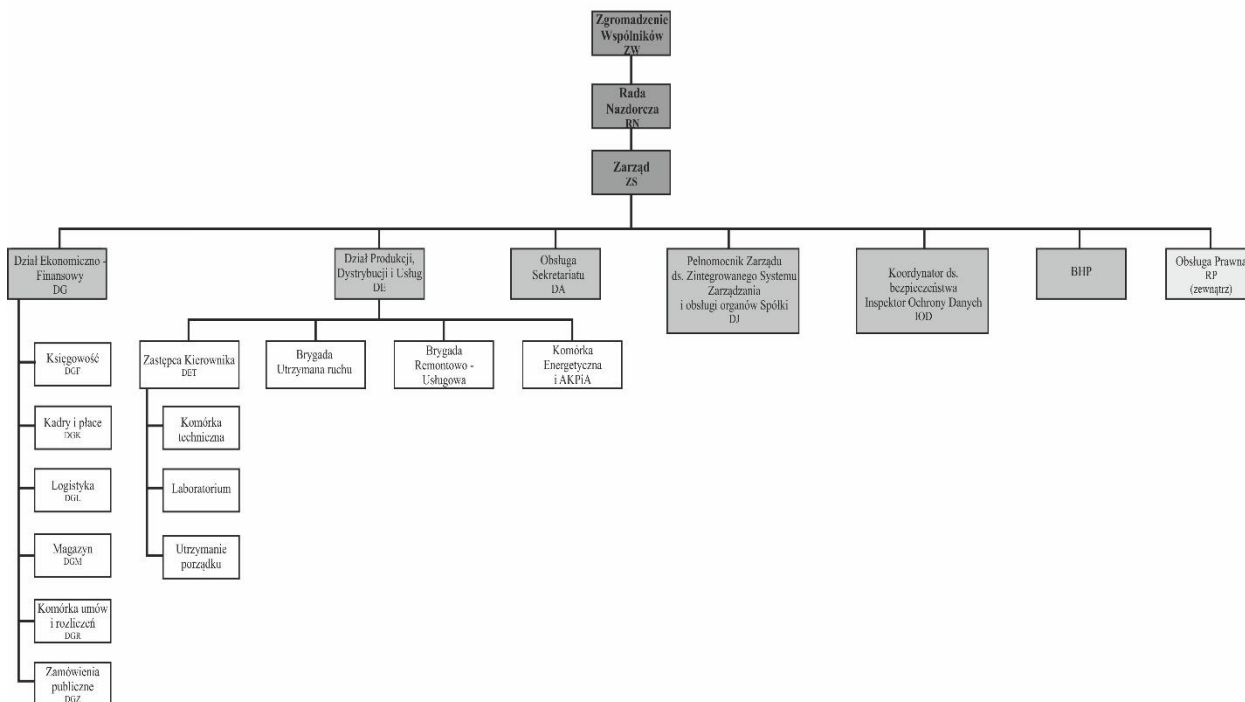 Zgromadzenie
Wspólników
ZW
Rada
Nazdorcza
RN
Zarząd
ZS
Dział Ekonomiczno -
Finansowy
DG
Dział Produkcji,
Dystrybucji i Usług
DE
Obsługa
Sekretariatu
DA
Pełnomocnik Zarządu
ds. Zintegrowanego Systemu
Zarządzania
i obsługi organów Spółki
DJ
Koordynator ds.
bezpieczeństwa
Inspektor Ochrony Danych
IOD
BHP
Obsługa Prawna
RP
(zewnątrz)
Księgowość
DGF
Zastępca Kierownika
DET
Brygada
Utrzymana ruchu
Brygada
Remontowo -
Usługowa
Komórka
Energetyczna
i AKPiA
Kadry i płace
DGK
Komórka
techniczna
Logistyka
DGL
Laboratorium
Magazyn
DGM
Utrzymanie
porządku
Komórka umów
i rozliczeń
DGR
Zamówienia
publiczne
DGZ